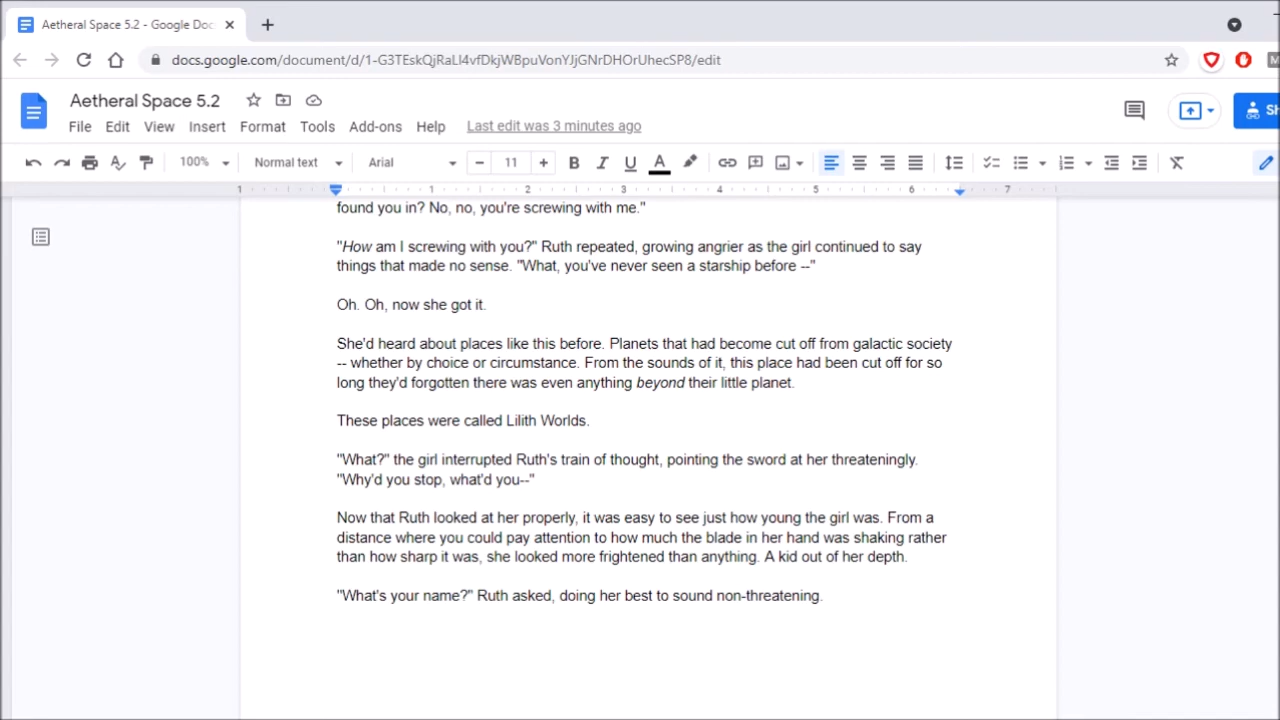 Aetheral Space 5.2 - Google Doc
docs.google.com/document/d/1-G3TEskQjRaLl4vfDkjWBpuVonYJjGNrDHOrUhecSP8/edit
Aetheral Space 5.2
File Edit View Insert Format Tools Add-ons Help Last edit was 3 minutes ago
100% Normal text Arial 11
1 1 2 3 4 5 6 7
found you in? No, no, you're screwing with me."
"How am I screwing with you?" Ruth repeated, growing angrier as the girl continued to say
things that made no sense. "What, you've never seen a starship before --"
Oh. Oh, now she got it.
She'd heard about places like this before. Planets that had become cut off from galactic society
-- whether by choice or circumstance. From the sounds of it, this place had been cut off for so
long they'd forgotten there was even anything beyond their little planet.
These places were called Lilith Worlds.
"What?" the girl interrupted Ruth's train of thought, pointing the sword at her threateningly.
"Why'd you stop, what'd you--"
Now that Ruth looked at her properly, it was easy to see just how young the girl was. From a
distance where you could pay attention to how much the blade in her hand was shaking rather
than how sharp it was, she looked more frightened than anything. A kid out of her depth.
"What's your name?" Ruth asked, doing her best to sound non-threatening.